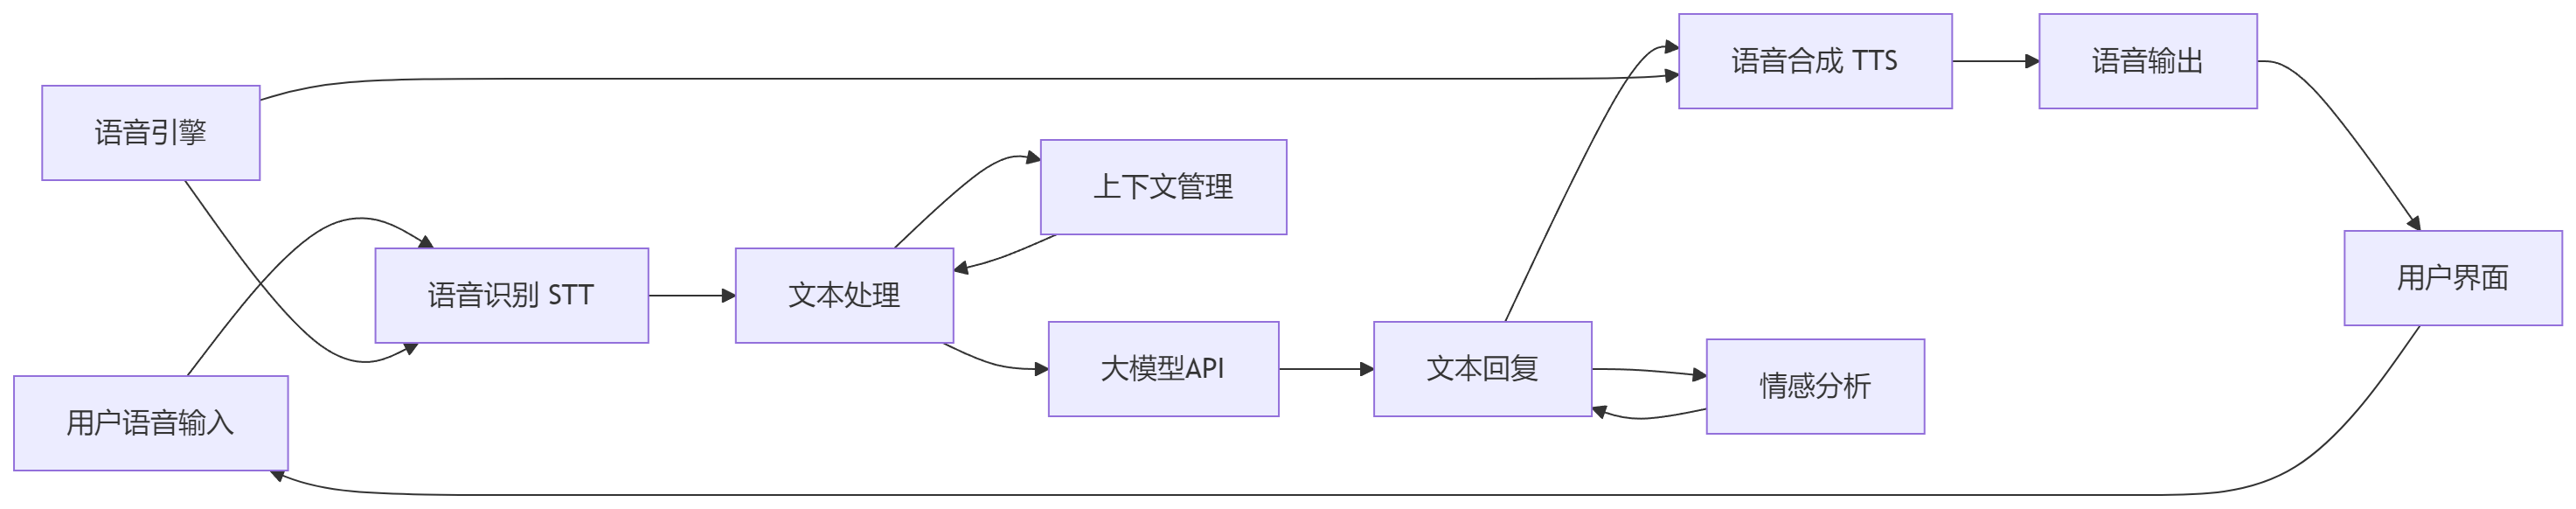 语音合成 TTS
语音输出
语音引擎
上下文管理
用户界面
语音识别 STT
文本处理
大模型API
文本回复
情感分析
用户语音输入